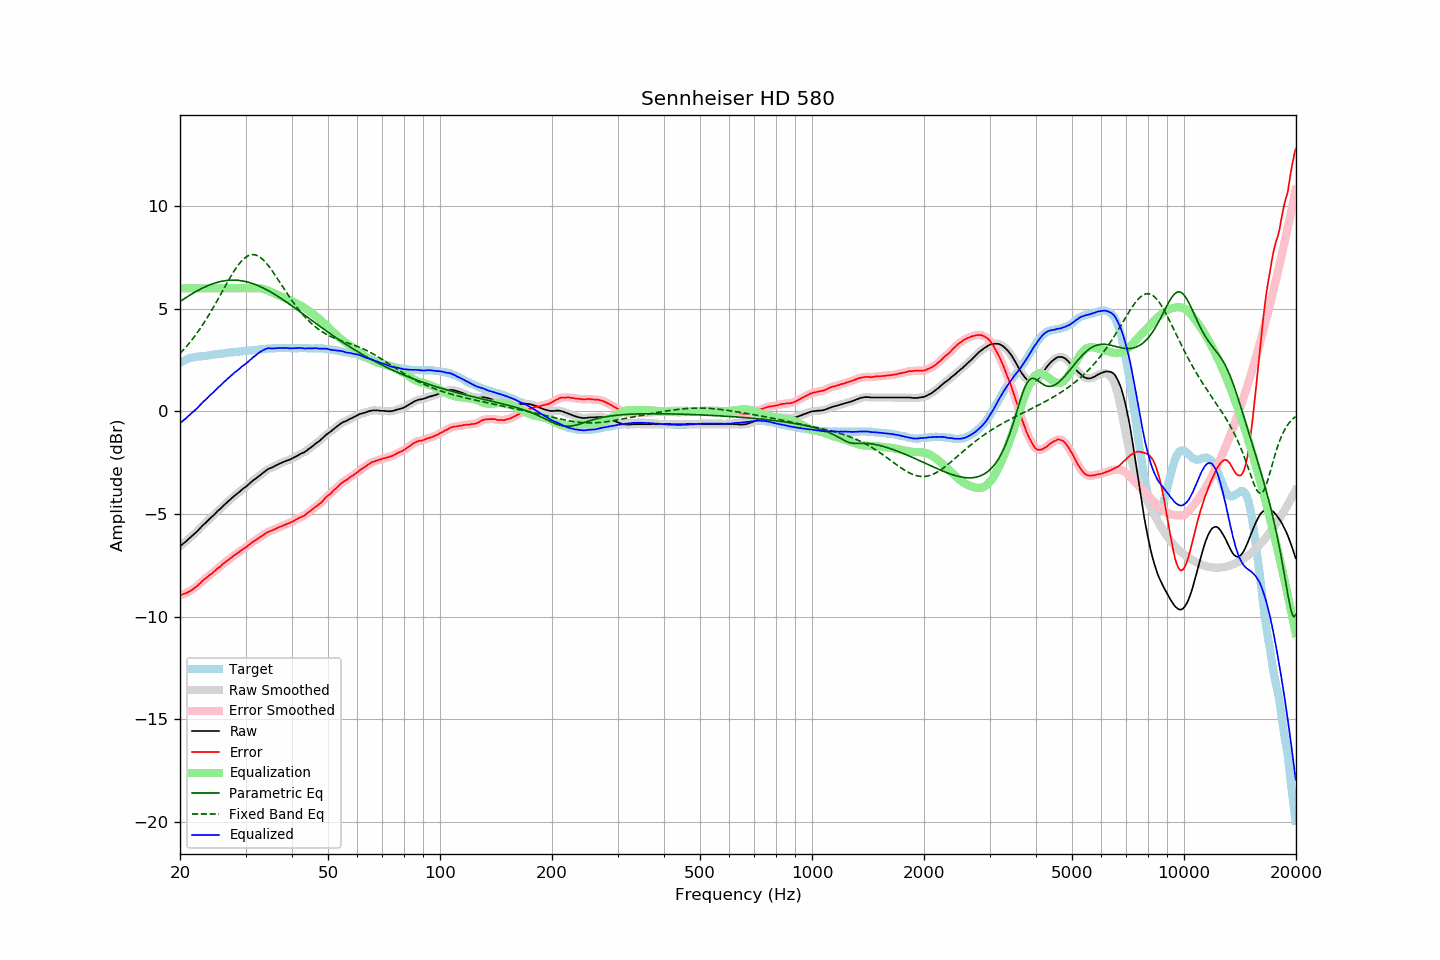 Sennheiser HD 580
Amplitude (dBr)
10
5
0
−5
−10
−15
−20
Target
Raw Smoothed
Error Smoothed
Raw
Error
Equalization
Parametric Eq
Fixed Band Eq
Equalized
20 50 100 200 500 1000 2000 5000 10000 20000
Frequency (Hz)